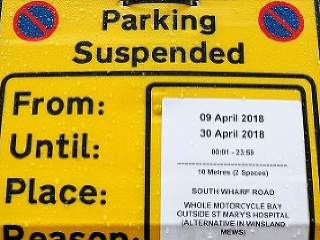 Parking
Suspended
From:
Until:
Place:
Reason:
09 April 2018
30 April 2018
00:01 - 23:59
10 Metres (2 Spaces)
SOUTH WHARF ROAD
WHOLE MOTORCYCLE BAY
OUTSIDE ST MARY'S HOSPITAL
(ALTERNATIVE IN WINSLAND
MEWS)